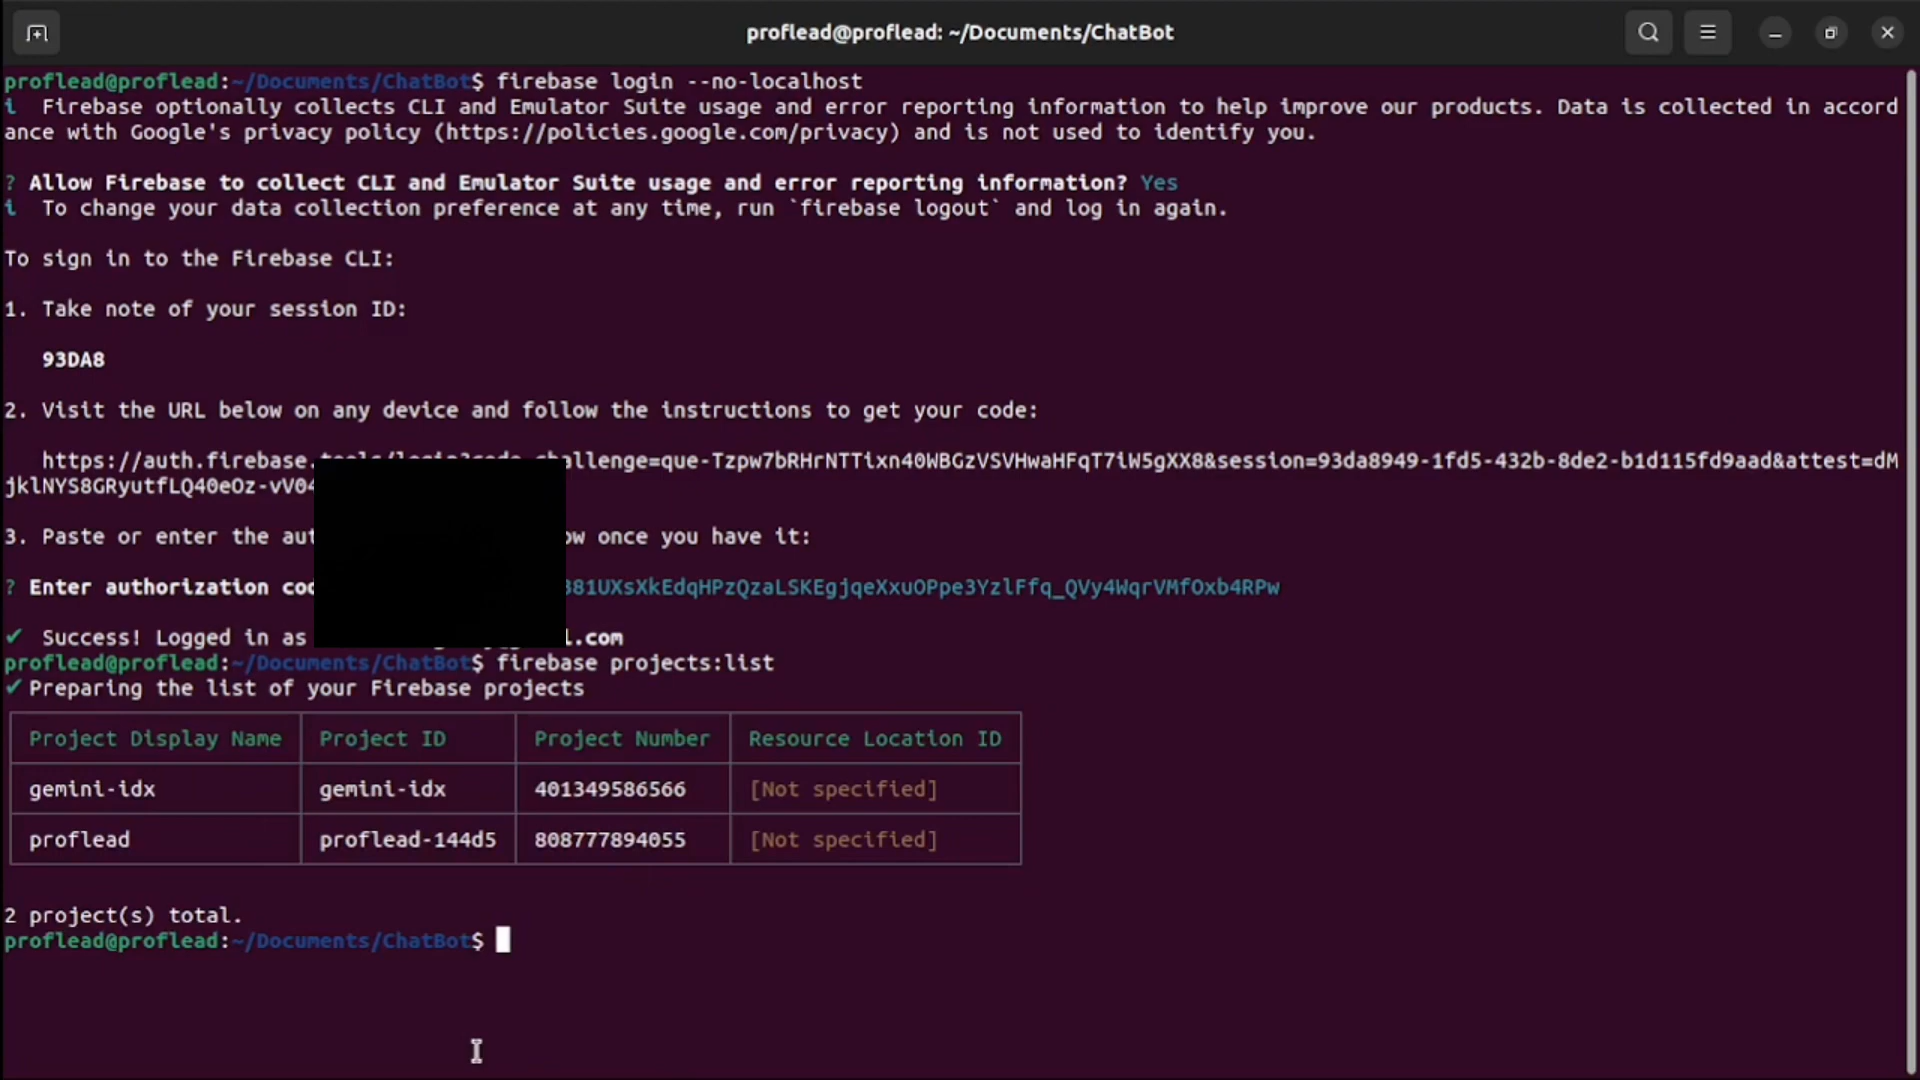 proflead@proflead: ~/Documents/ChatBot
proflead@proflead:~/Documents/ChatBot$ firebase login --no-localhost
i  Firebase optionally collects CLI and Emulator Suite usage and error reporting information to help improve our products. Data is collected in accord
ance with Google's privacy policy (https://policies.google.com/privacy) and is not used to identify you.
? Allow Firebase to collect CLI and Emulator Suite usage and error reporting information? Yes
i  To change your data collection preference at any time, run `firebase logout` and log in again.
To sign in to the Firebase CLI:
1. Take note of your session ID:
93DA8
2. Visit the URL below on any device and follow the instructions to get your code:
https://auth.firebase. allenge=que-Tzpw7bRHrNTTixn40WBGzVSVHwaHFqT7iW5gXX8&session=93da8949-1fd5-432b-8de2-b1d115fd9aad&attest=dM
jklNYS8GRyutfLQ40eOz-vV04
3. Paste or enter the aut ow once you have it:
? Enter authorization cod 381UXsXkEdqHPzQzaLSKEgjqeXxuOPpe3YzlFfq_QVy4WqrVMfOxb4RPw
✔  Success! Logged in as l.com
proflead@proflead:~/Documents/ChatBot$ firebase projects:list
✔ Preparing the list of your Firebase projects
Project Display Name Project ID Project Number Resource Location ID
gemini-idx gemini-idx 401349586566 [Not specified]
proflead proflead-144d5 808777894055 [Not specified]
2 project(s) total.
proflead@proflead:~/Documents/ChatBot$